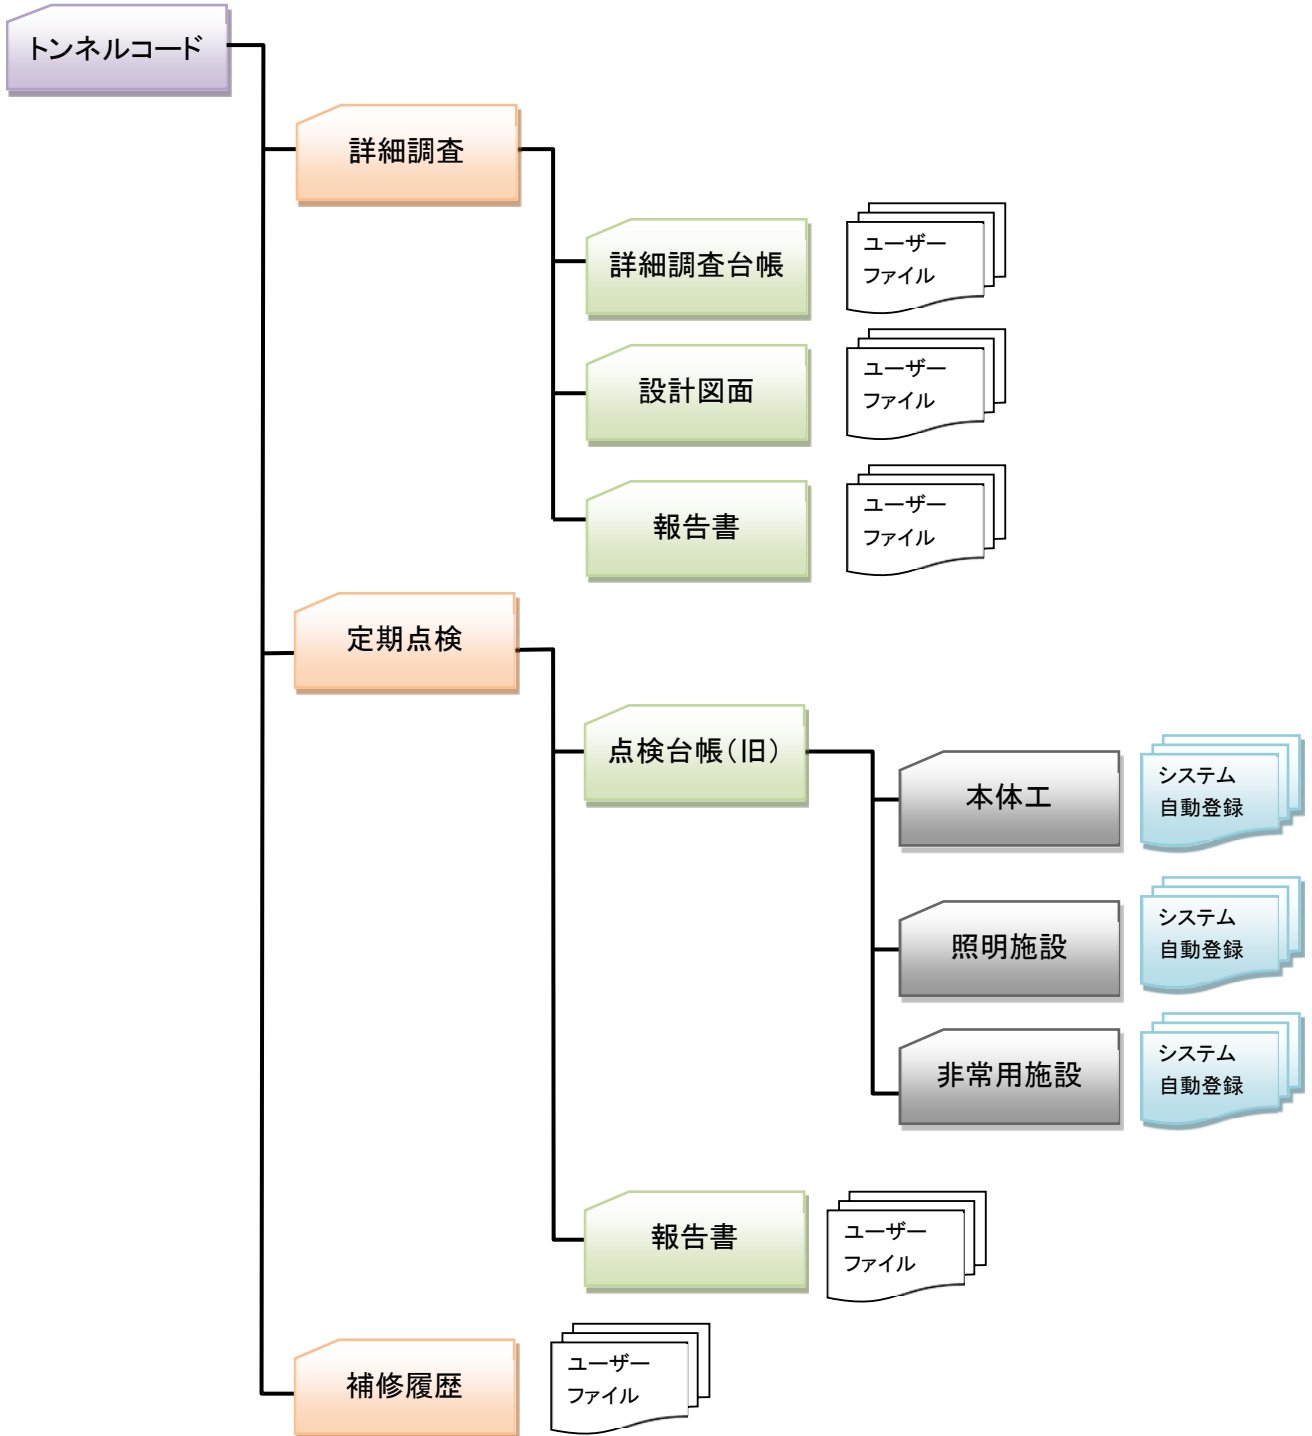 トンネルコード
詳細調査
詳細調査台帳
ユーザー
ファイル
設計図面
ユーザー
ファイル
報告書
ユーザー
ファイル
定期点検
点検台帳(旧)
本体工
システム
自動登録
照明施設
システム
自動登録
非常用施設
システム
自動登録
報告書
ユーザー
ファイル
補修履歴
ユーザー
ファイル